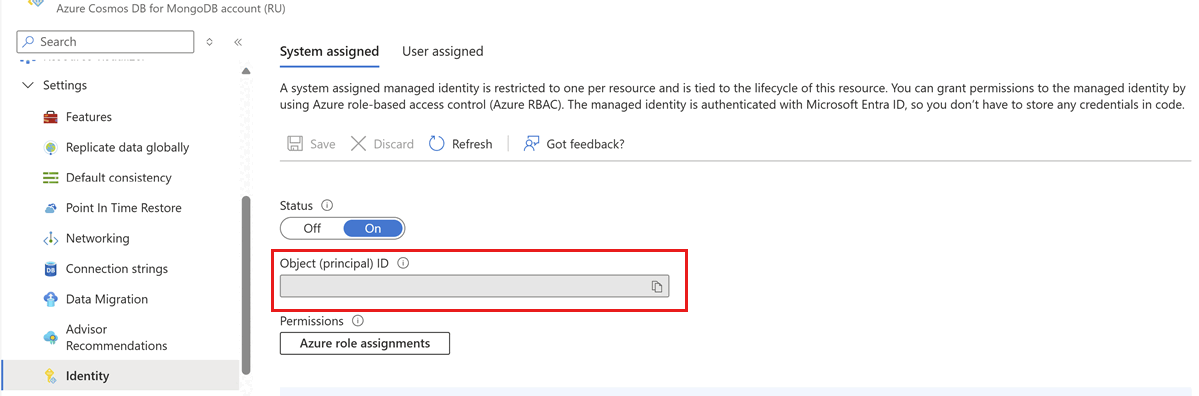 Azure Cosmos DB for MongoDB account (RU)
Search
Settings
Features
Replicate data globally
Default consistency
Point In Time Restore
Networking
DB
Connection strings
Data Migration
Advisor
Recommendations
Identity
System assigned
User assigned
A system assigned managed identity is restricted to one per resource and is tied to the lifecycle of this resource. You can grant permissions to the managed identity by
using Azure role-based access control (Azure RBAC). The managed identity is authenticated with Microsoft Entra ID, so you don't have to store any credentials in code.
Save
Discard
Refresh
Got feedback?
Status
Off
On
Object (principal) ID
Permissions
Azure role assignments